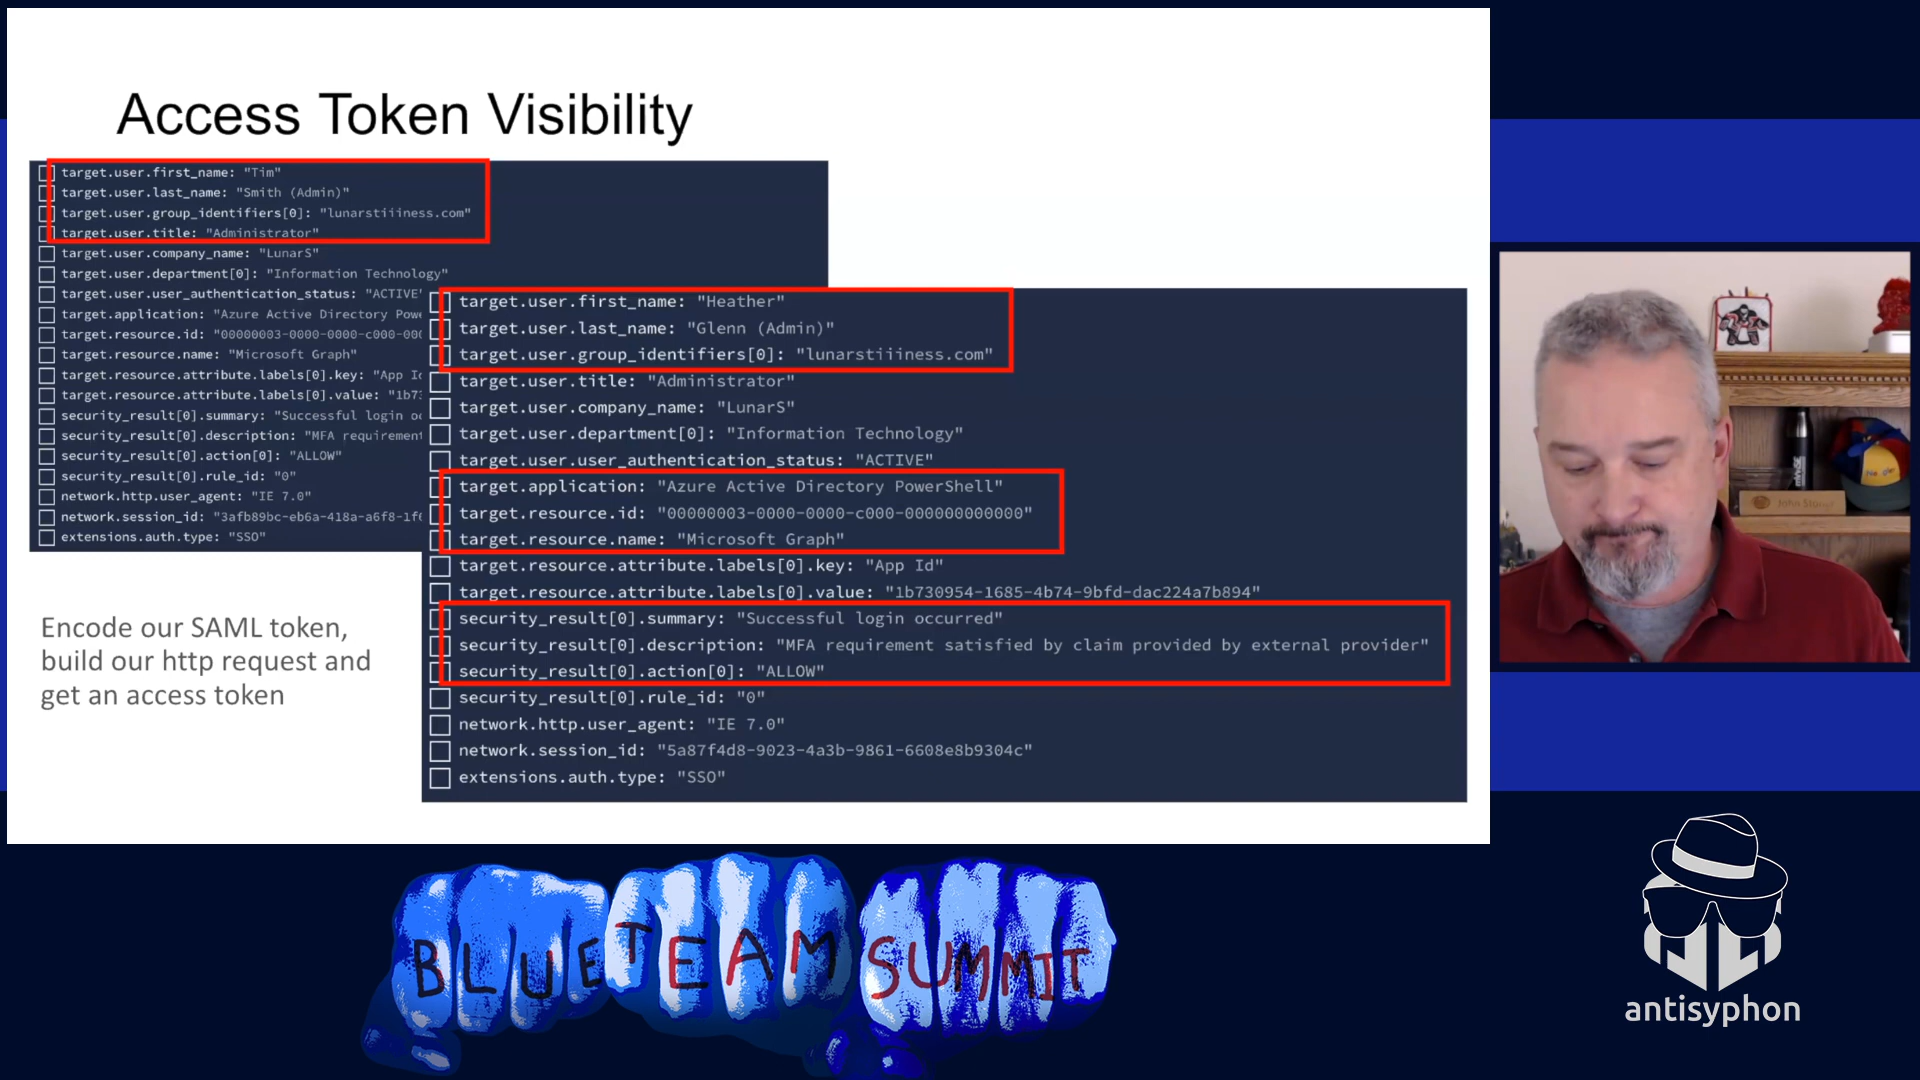 Access Token Visibility
target.user.first_name: "Tim"
target.user.last_name: "Smith (Admin)"
target.user.group_identifiers[0]: "lunarstiiiness.com"
target.user.title: "Administrator"
target.user.company_name: "LunarS"
target.user.department[0]: "Information Technology"
target.user.user_authentication_status: "ACTIVE"
target.application: "Azure Active Directory Pow
target.resource.id: "00000003-0000-0000-c000-00
target.resource.name: "Microsoft Graph"
target.resource.attribute.labels[0].key: "App I
target.resource.attribute.labels[0].value: "1b7
security_result[0].summary: "Successful login o
security_result[0].description: "MFA requirement
security_result[0].action[0]: "ALLOW"
security_result[0].rule_id: "0"
network.http.user_agent: "IE 7.0"
network.session_id: "3afb89bc-eb6a-418a-a6f8-1f
extensions.auth.type: "SSO"
target.user.first_name: "Heather"
target.user.last_name: "Glenn (Admin)"
target.user.group_identifiers[0]: "lunarstiiiness.com"
target.user.title: "Administrator"
target.user.company_name: "LunarS"
target.user.department[0]: "Information Technology"
target.user.user_authentication_status: "ACTIVE"
target.application: "Azure Active Directory PowerShell"
target.resource.id: "00000003-0000-0000-c000-000000000000"
target.resource.name: "Microsoft Graph"
target.resource.attribute.labels[0].key: "App Id"
target.resource.attribute.labels[0].value: "1b730954-1685-4b74-9bfd-dac224a7b894"
security_result[0].summary: "Successful login occurred"
security_result[0].description: "MFA requirement satisfied by claim provided by external provider"
security_result[0].action[0]: "ALLOW"
security_result[0].rule_id: "0"
network.http.user_agent: "IE 7.0"
network.session_id: "5a87f4d8-9023-4a3b-9861-6608e8b9304c"
extensions.auth.type: "SSO"
Encode our SAML token,
build our http request and
get an access token
John Stoner
BLUE TEAM SUMMIT
antisyphon